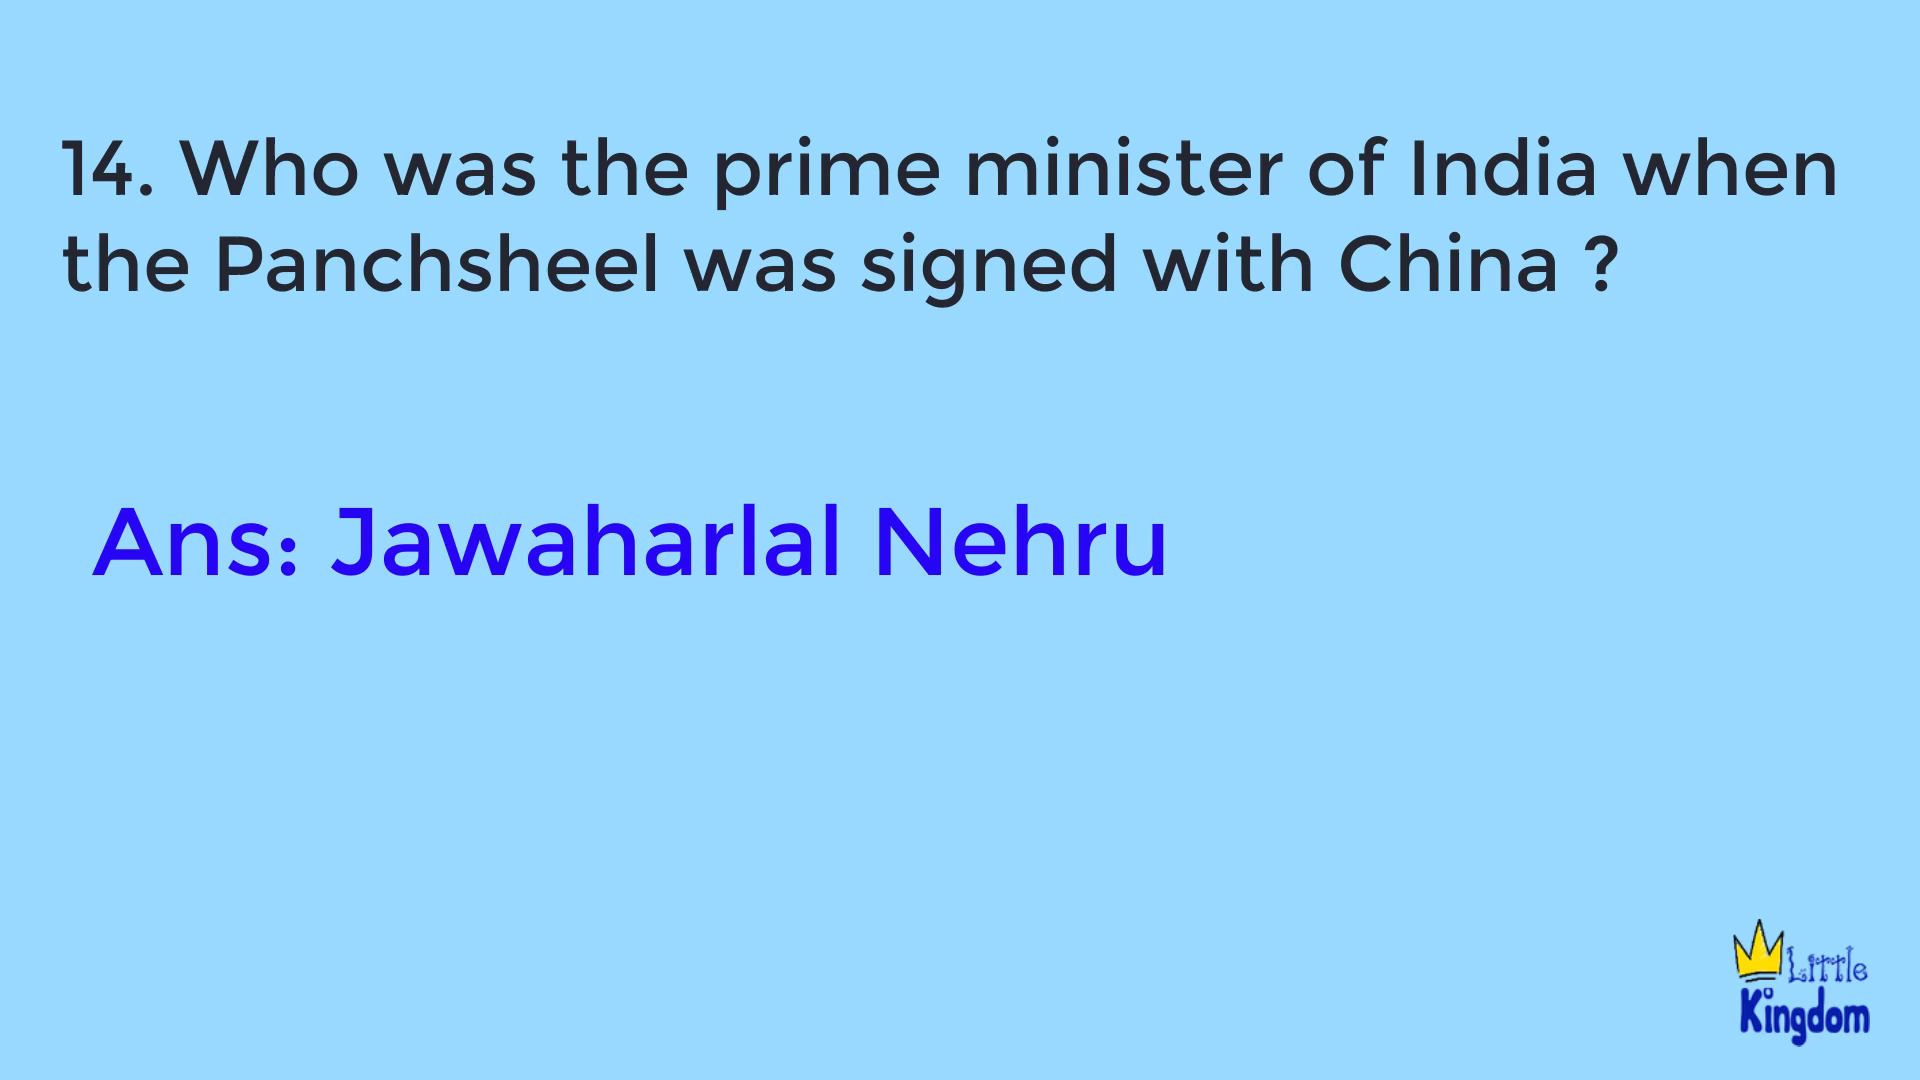 14. Who was the prime minister of India when
the Panchsheel was signed with China ?
Ans: Jawaharlal Nehru
Little
Kingdom